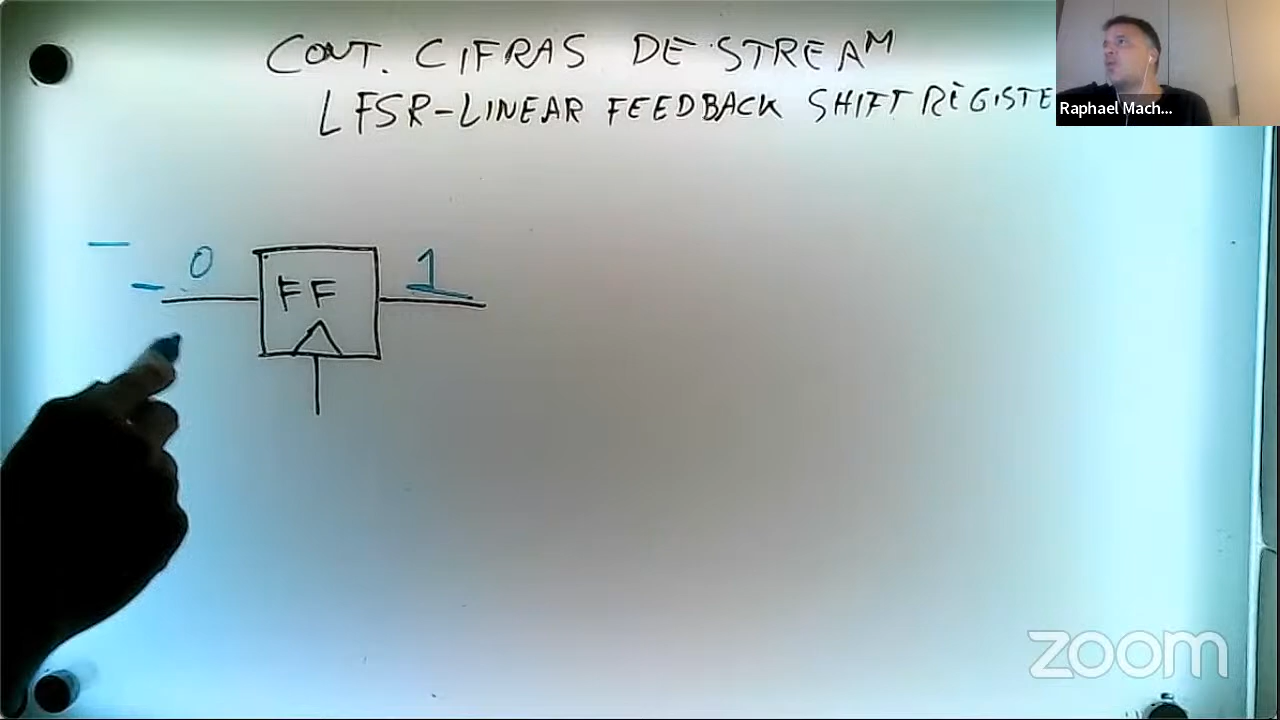 CONT. CIFRAS DE STREAM
LFSR-LINEAR FEEDBACK SHIFT REGISTE
Raphael Mach...
0
FF
1
zoom